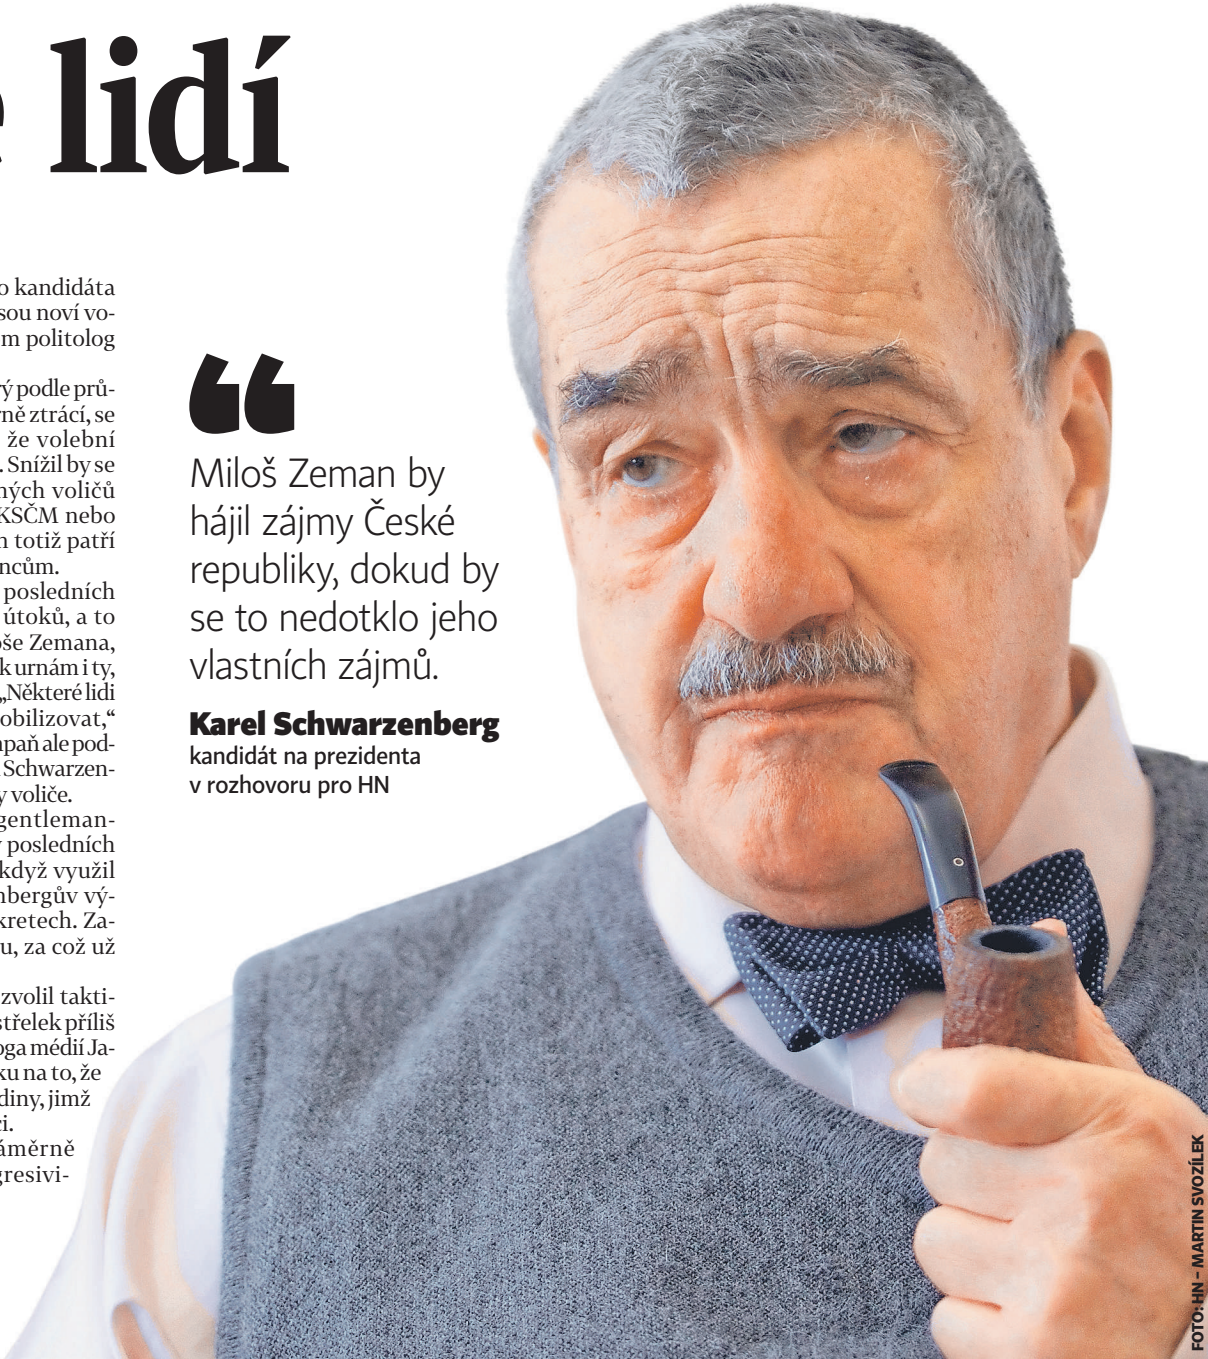 lidí
o kandidáta
sou noví vo-
m politolog
ý podle prů-
ně ztrácí, se
že volební
. Snížil by se
ných voličů
KSČM nebo
n totiž patří
ncům.
posledních
útoků, a to
še Zemana,
k urnám i ty,
„Některé lidi
obilizovat,“
paň ale pod-
Schwarzen-
y voliče.
gentleman-
v posledních
když využil
nbergův vý-
kretech. Za-
u, za což už
zvolil takti-
střelek příliš
oga médií Ja-
ku na to, že
diny, jimž
i.
áměrně
gresivi-
“
Miloš Zeman by
hájil zájmy České
republiky, dokud by
se to nedotklo jeho
vlastních zájmů.
Karel Schwarzenberg
kandidát na prezidenta
v rozhovoru pro HN
FOTO: HN – MARTIN SVOZÍLEK